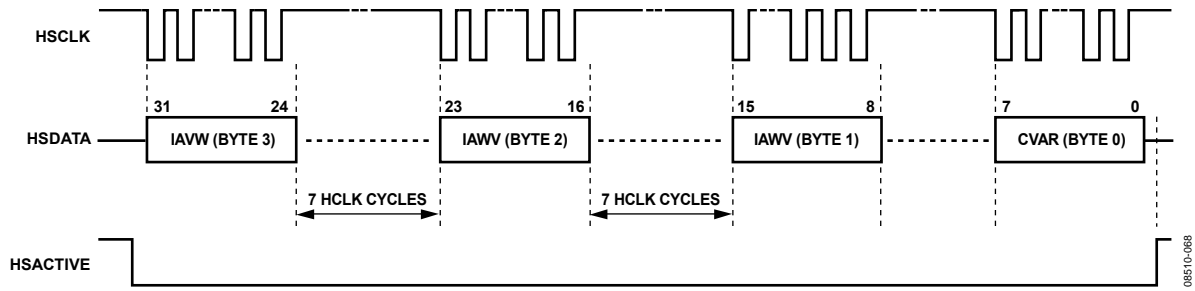 HSCLK
31 24 23 16 15 8 7 0
HSDATA IAVW (BYTE 3) IAWV (BYTE 2) IAWV (BYTE 1) CVAR (BYTE 0)
7 HCLK CYCLES 7 HCLK CYCLES
HSACTIVE
08510-068